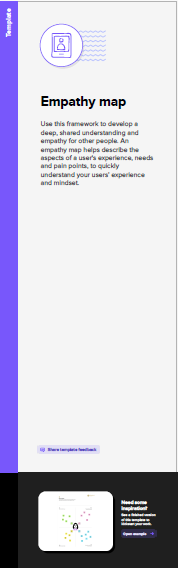 Template
Empathy map
Use this framework to develop a
deep, shared understanding and
empathy for other people. An
empathy map helps describe the
aspects of a user's experience, needs
and pain points, to quickly
understand your users' experience
and mindset.
Share template feedback
Need some
inspiration?
See a finished version
of this template to
kickstart your work.
Open example